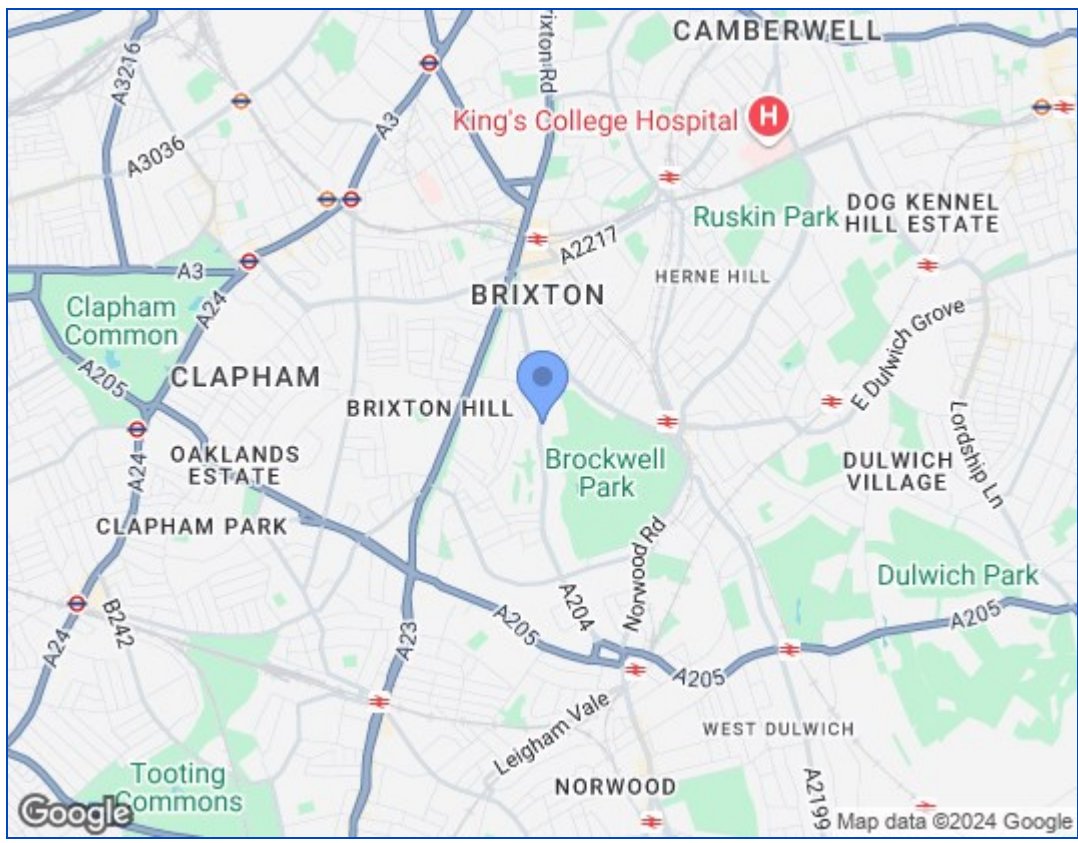 CAMBERWELL
rixton Rd
A3216
A3
King's College Hospital
H
A3036
DOG KENNEL
HILL ESTATE
Ruskin Park
A2217
HERNE HILL
A3
BRIXTON
Clapham
Common
A24
E Dulwich Grove
A205
CLAPHAM
BRIXTON HILL
Lordship Ln
OAKLANDS
ESTATE
A24
Brockwell
Park
DULWICH
VILLAGE
CLAPHAM PARK
Norwood Rd
Dulwich Park
A204
B242
A205
A205
A24
A23
A205
Leigham Vale
WEST DULWICH
Tooting
Commons
NORWOOD
A2199
Google
Map data ©2024 Google